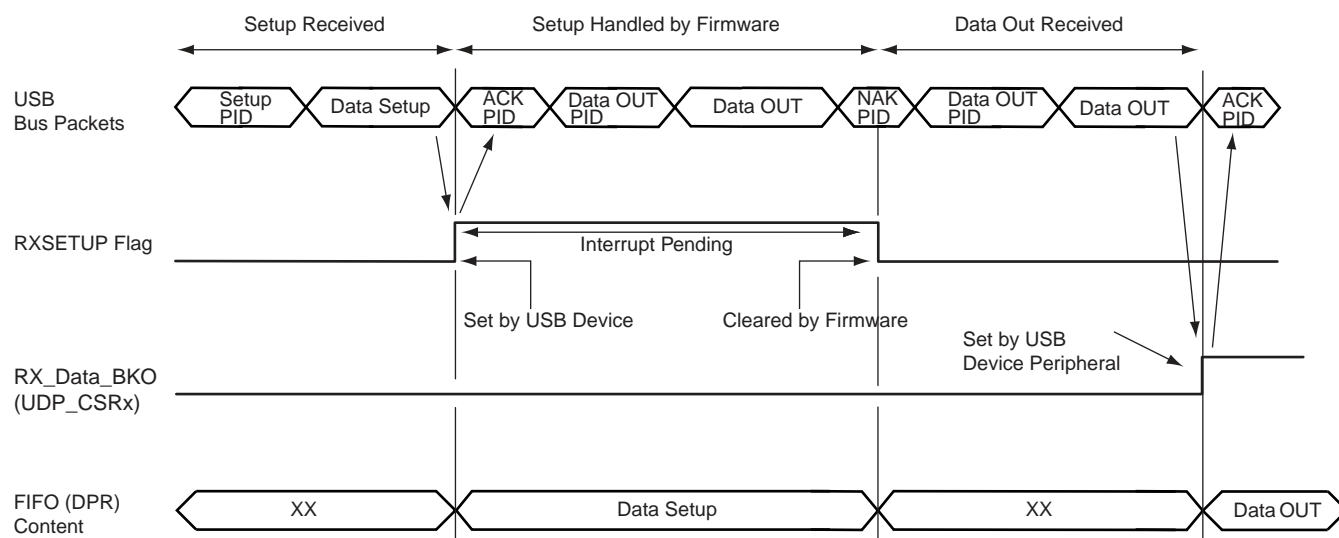 Setup Received
Setup Handled by Firmware
Data Out Received
USB
Bus Packets
Setup
PID
Data Setup
ACK
PID
Data OUT
PID
Data OUT
NAK
PID
Data OUT
PID
Data OUT
ACK
PID
RXSETUP Flag
Interrupt Pending
Set by USB Device
Cleared by Firmware
Set by USB
Device Peripheral
RX_Data_BKO
(UDP_CSRx)
FIFO (DPR)
Content
XX
Data Setup
XX
Data OUT